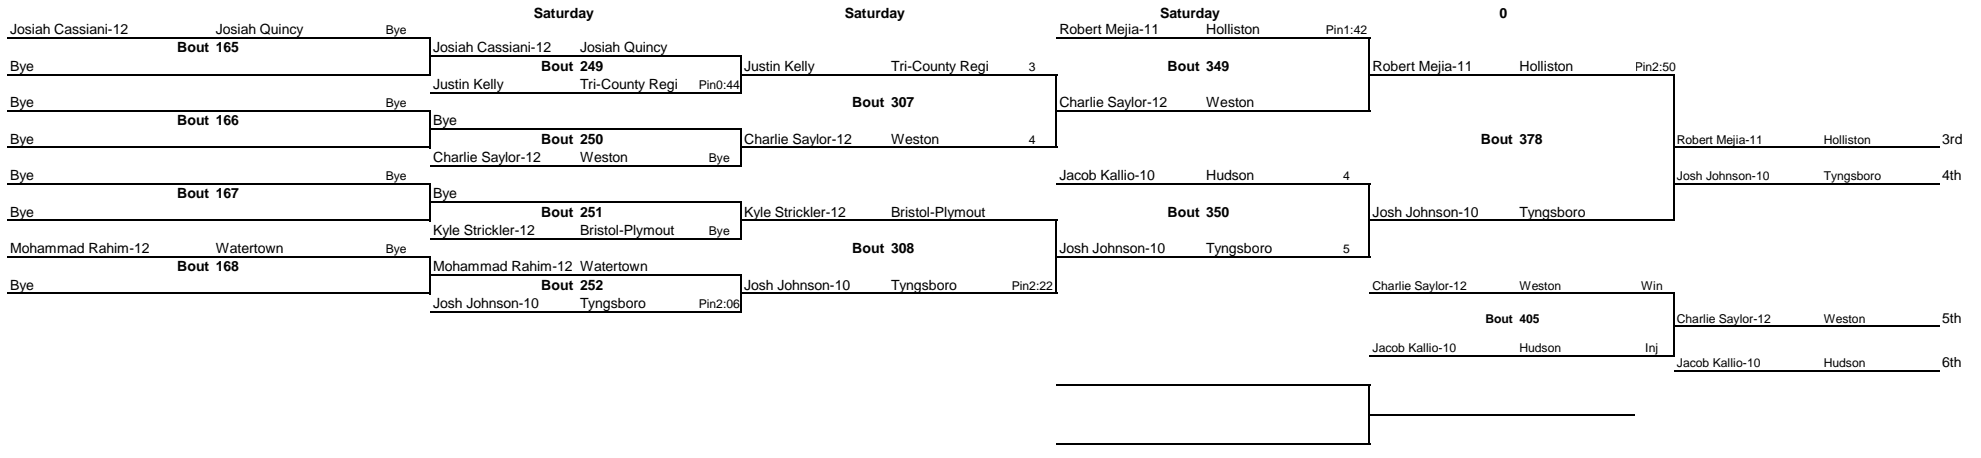 Saturday Saturday Saturday 0
Josiah Cassiani-12 Josiah Quincy Bye
Bout 165
Bye
Bye Bye
Bout 166
Bye
Bye Bye
Bout 167
Bye
Mohammad Rahim-12 Watertown Bye
Bout 168
Bye
Josiah Cassiani-12 Josiah Quincy
Bout 249
Justin Kelly Tri-County Regi Pin0:44
Bye
Bout 250
Charlie Saylor-12 Weston Bye
Bye
Bout 251
Kyle Strickler-12 Bristol-Plymout Bye
Mohammad Rahim-12 Watertown
Bout 252
Josh Johnson-10 Tyngsboro Pin2:06
Justin Kelly Tri-County Regi 3
Bout 307
Charlie Saylor-12 Weston 4
Kyle Strickler-12 Bristol-Plymout
Bout 308
Josh Johnson-10 Tyngsboro Pin2:22
Robert Mejia-11 Holliston Pin1:42
Bout 349
Charlie Saylor-12 Weston
Jacob Kallio-10 Hudson 4
Bout 350
Josh Johnson-10 Tyngsboro 5
Robert Mejia-11 Holliston Pin2:50
Bout 378
Josh Johnson-10 Tyngsboro
Charlie Saylor-12 Weston Win
Bout 405
Jacob Kallio-10 Hudson Inj
Robert Mejia-11 Holliston 3rd
Josh Johnson-10 Tyngsboro 4th
Charlie Saylor-12 Weston 5th
Jacob Kallio-10 Hudson 6th